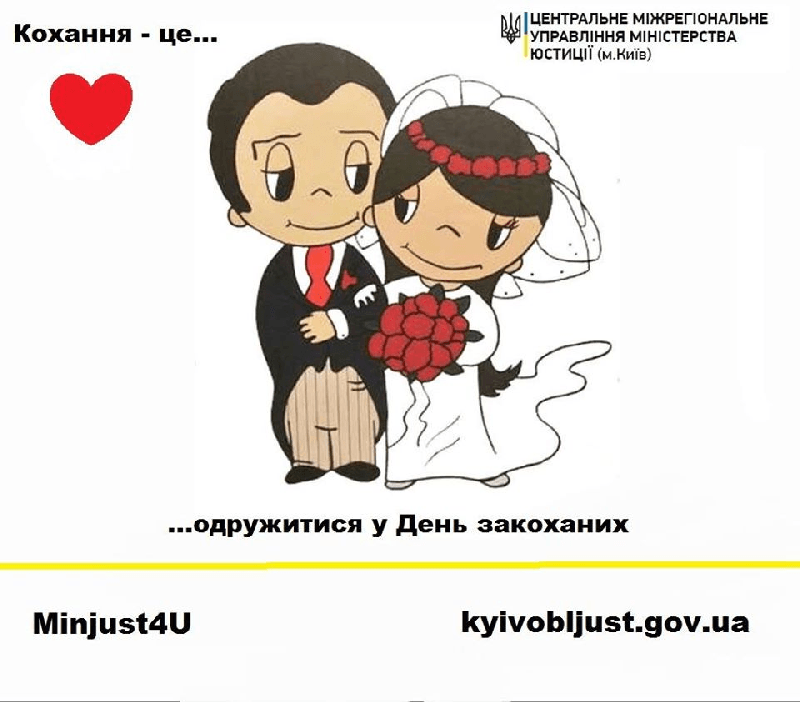 Кохання - це...
ЦЕНТРАЛЬНЕ МІЖРЕГІОНАЛЬНЕ
УПРАВЛІННЯ МІНІСТЕРСТВА
ЮСТИЦІЇ (м.Київ)
...одружитися у День закоханих
Minjust4U
kyivobljust.gov.ua